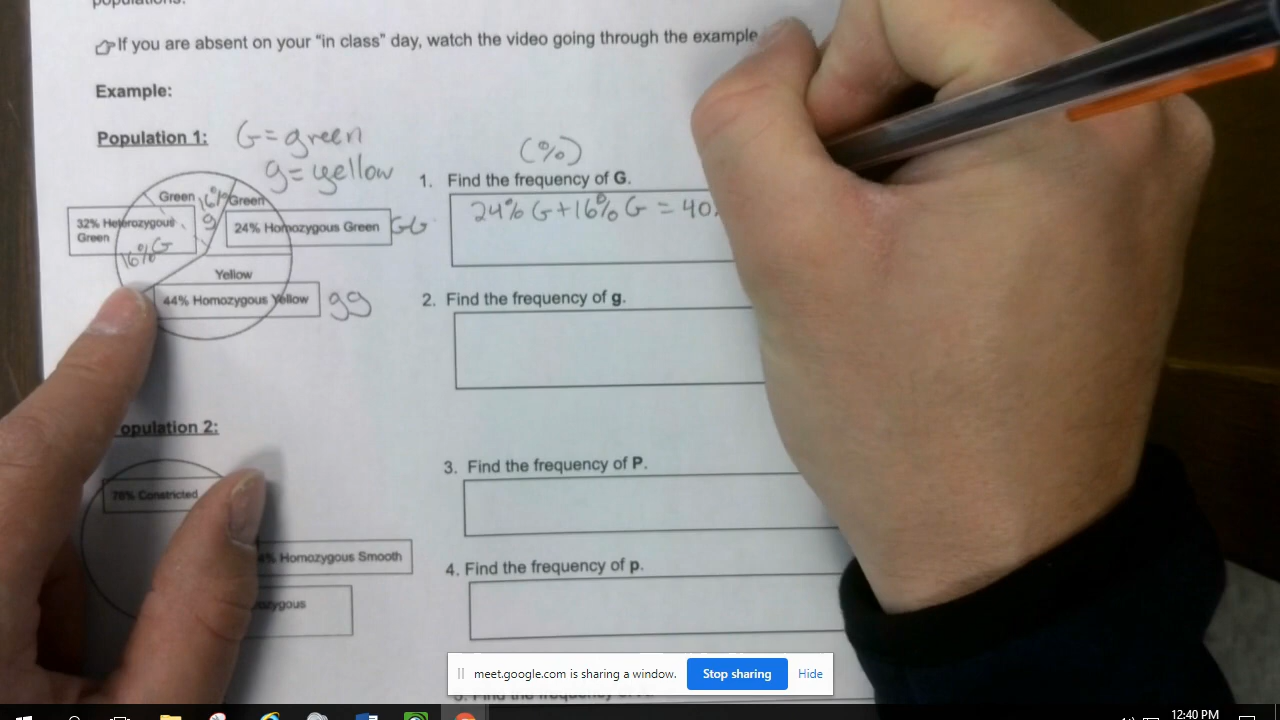 populations.
If you are absent on your “in class” day, watch the video going through the example
Example:
Population 1: G = green
g = yellow
(%)
1. Find the frequency of G.
24% G + 16% G = 40
Green 16% g Green
32% Heterozygous Green
16% G
24% Homozygous Green GG
Yellow
44% Homozygous Yellow gg
2. Find the frequency of g.
opulation 2:
3. Find the frequency of P.
76% Constricted
4% Homozygous Smooth
ozygous
4. Find the frequency of p.
meet.google.com is sharing a window. Stop sharing Hide
12:40 PM